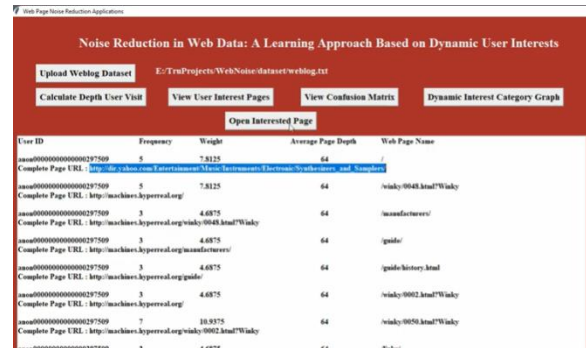 Web Page Noise Reduction Applications
Noise Reduction in Web Data: A Learning Approach Based on Dynamic User Interests
Upload Weblog Dataset E:/TruProjects/WebNoise/dataset/weblog.txt
Calculate Depth User Visit View User Interest Pages View Confusion Matrix Dynamic Interest Category Graph
Open Interested Page
User ID Frequency Weight Average Page Depth Web Page Name
anon0000000000000297509 5 7.8125 64 /
Complete Page URL : http://dir.yahoo.com/Entertainment/Music/Instruments/Electronic/Synthesizers_and_Samplers/
anon0000000000000297509 5 7.8125 64 /winky/0048.html?Winky
Complete Page URL : http://machines.hyperreal.org/
anon0000000000000297509 3 4.6875 64 /manufacturers/
Complete Page URL : http://machines.hyperreal.org/winky/0048.html?Winky
anon0000000000000297509 3 4.6875 64 /guide/
Complete Page URL : http://machines.hyperreal.org/manufacturers/
anon0000000000000297509 3 4.6875 64 /guide/history.html
Complete Page URL : http://machines.hyperreal.org/guide/
anon0000000000000297509 3 4.6875 64 /winky/0002.html?Winky
Complete Page URL : http://machines.hyperreal.org/
anon0000000000000297509 7 10.9375 64 /winky/0050.html?Winky
Complete Page URL : http://machines.hyperreal.org/winky/0002.html?Winky